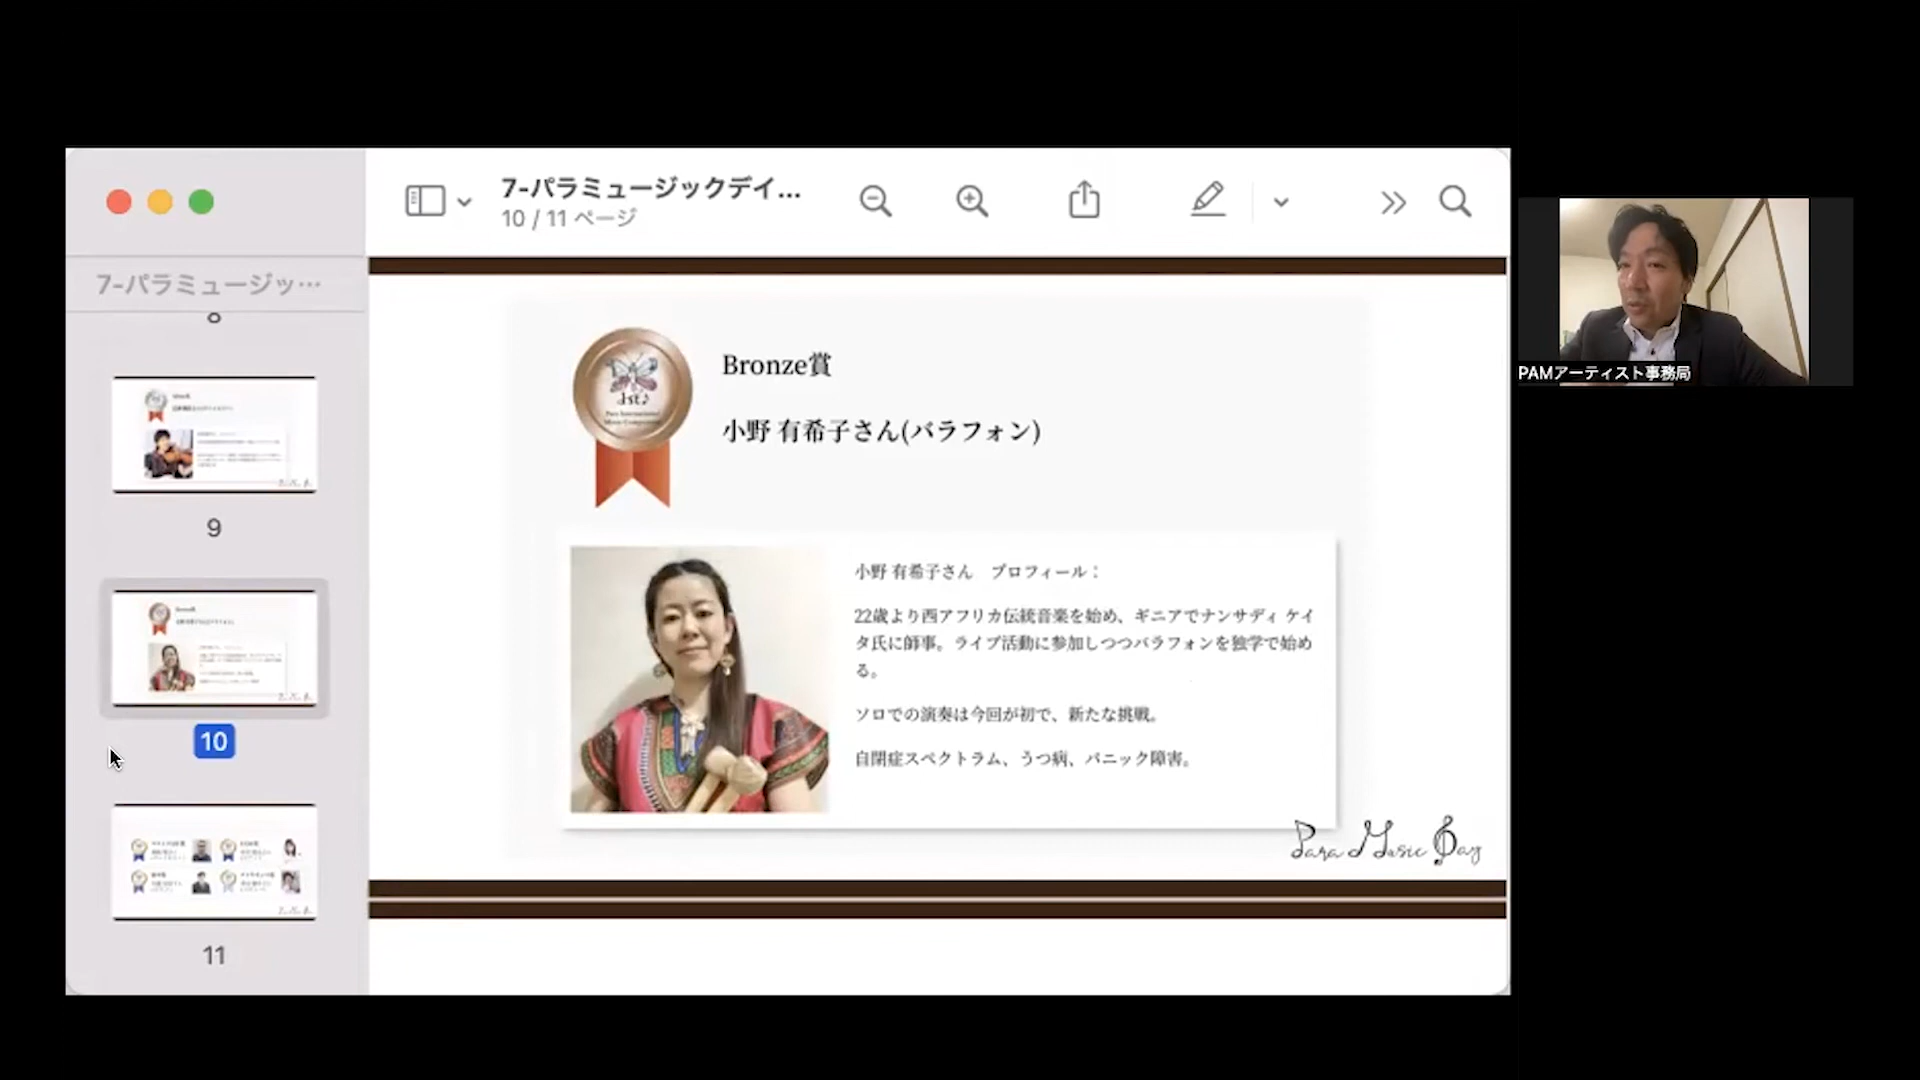 7-パラミュージックデイ...
10 / 11 ページ
7-パラミュージッ…
9
10
11
Bronze賞
小野 有希子さん(バラフォン)
1st♪
小野 有希子さん　プロフィール：
22歳より西アフリカ伝統音楽を始め、ギニアでナンサディ ケイ
タ氏に師事。ライブ活動に参加しつつバラフォンを独学で始め
る。
ソロでの演奏は今回が初で、新たな挑戦。
自閉症スペクトラム、うつ病、パニック障害。
Para Music Day
PAMアーティスト事務局